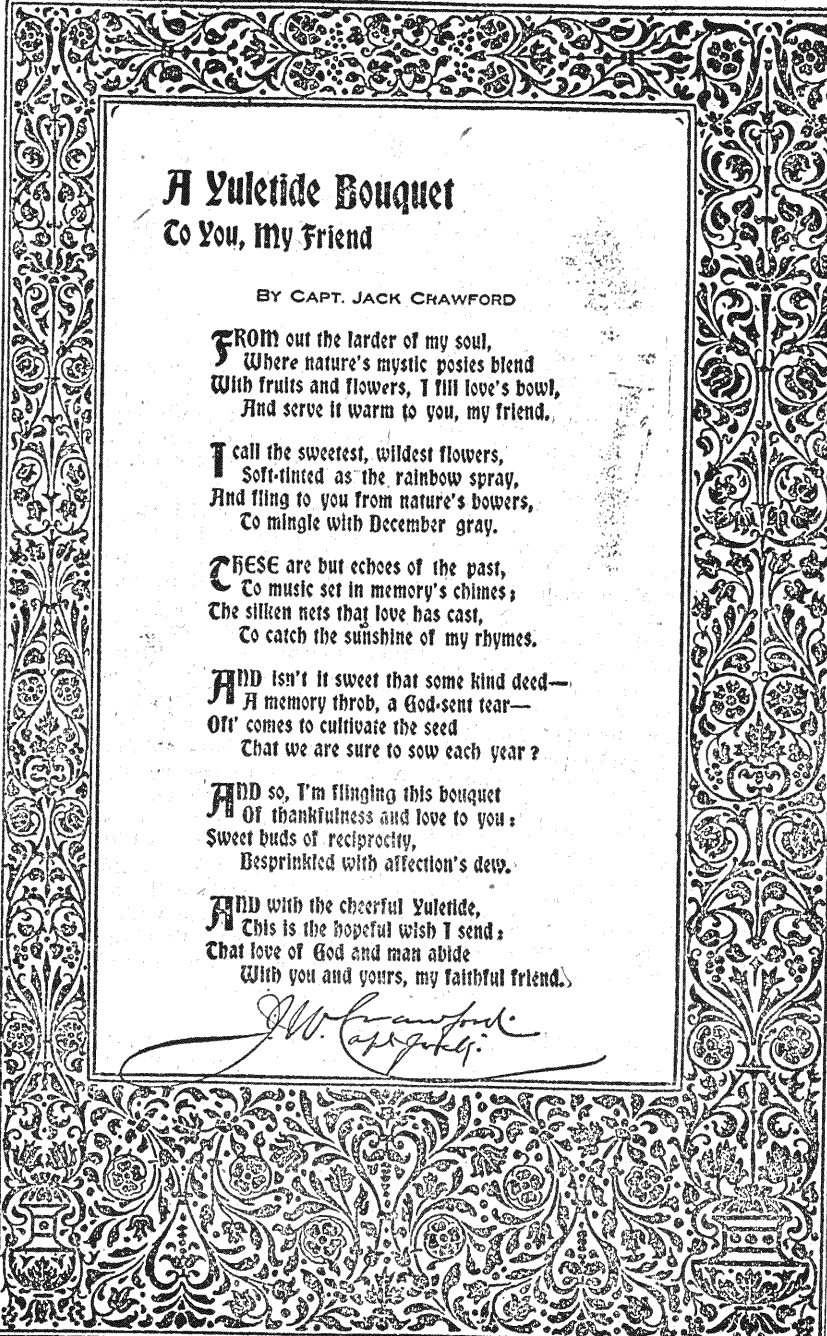 A Yuletide Bouquet
To You, My Friend
BY CAPT. JACK CRAWFORD
FROM out the larder of my soul,
Where nature's mystic posies blend
With fruits and flowers, I fill love's bowl,
And serve it warm to you, my friend.
I call the sweetest, wildest flowers,
Soft-tinted as the rainbow spray,
And fling to you from nature's bowers,
To mingle with December gray.
THESE are but echoes of the past,
To music set in memory's chimes;
The silken nets that love has cast,
To catch the sunshine of my rhymes.
AND isn't it sweet that some kind deed—
A memory throb, a God-sent tear—
Oft' comes to cultivate the seed
That we are sure to sow each year?
AND so, I'm flinging this bouquet
Of thankfulness and love to you:
Sweet buds of reciprocity,
Besprinkled with affection's dew.
AND with the cheerful Yuletide,
This is the hopeful wish I send:
That love of God and man abide
With you and yours, my faithful friend.
J.W. Crawford.
Capt Jack.